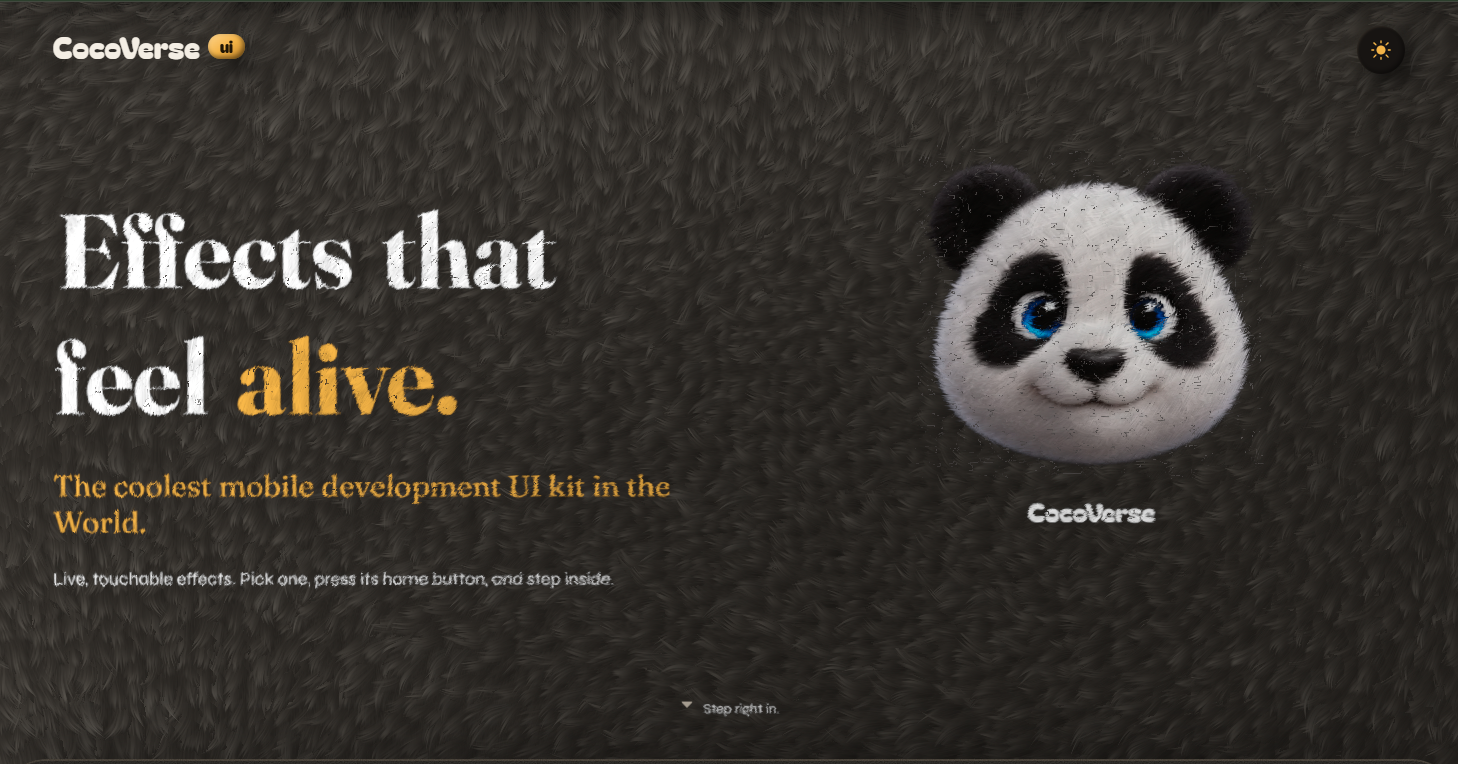 CocoVerse ui
Effects that
feel alive.
The coolest mobile development UI kit in the
World.
Live, touchable effects. Pick one, press its home button, and step inside.
CocoVerse
Step right in.